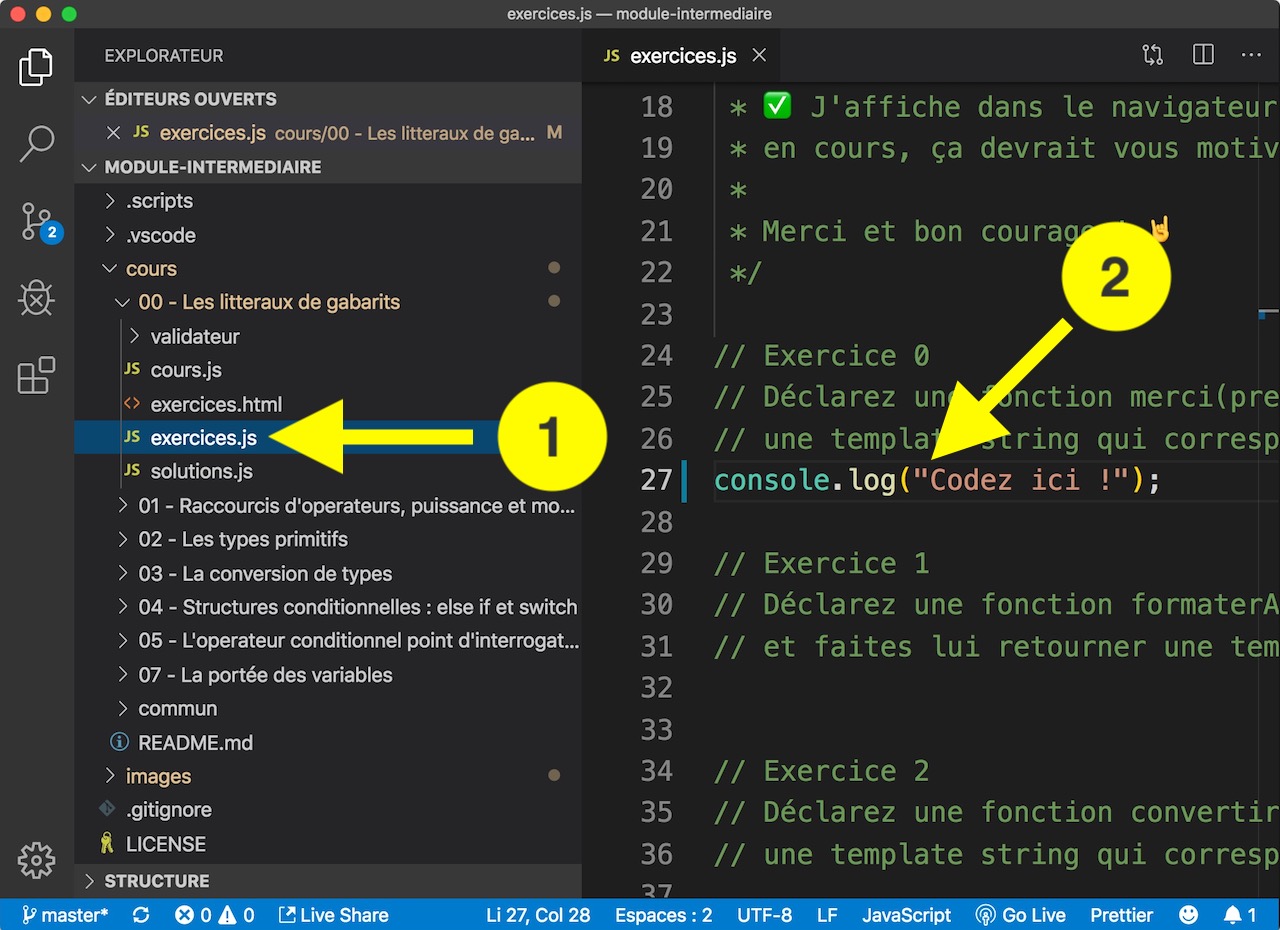 exercices.js — module-intermediaire
EXPLORATEUR
ÉDITEURS OUVERTS
JS exercices.js cours/00 - Les litteraux de ga... M
MODULE-INTERMEDIAIRE
.scripts
.vscode
cours
00 - Les litteraux de gabarits
validateur
JS cours.js
<> exercices.html
JS exercices.js
JS solutions.js
01 - Raccourcis d'operateurs, puissance et mo...
02 - Les types primitifs
03 - La conversion de types
04 - Structures conditionnelles : else if et switch
05 - L'operateur conditionnel point d'interrogat...
07 - La portée des variables
commun
README.md
images
.gitignore
LICENSE
STRUCTURE
2
1
JS exercices.js
18 * ✅ J'affiche dans le navigateur
19 * en cours, ça devrait vous motiv
20 *
21 * Merci et bon courage 🤘
22 */
23
24 // Exercice 0
25 // Déclarez une fonction merci(pre
26 // une template string qui corresp
27 console.log("Codez ici !");
28
29 // Exercice 1
30 // Déclarez une fonction formaterA
31 // et faites lui retourner une tem
32
33
34 // Exercice 2
35 // Déclarez une fonction convertir
36 // une template string qui corresp
37
2
master* 0 0 Live Share Li 27, Col 28 Espaces : 2 UTF-8 LF JavaScript Go Live Prettier 1